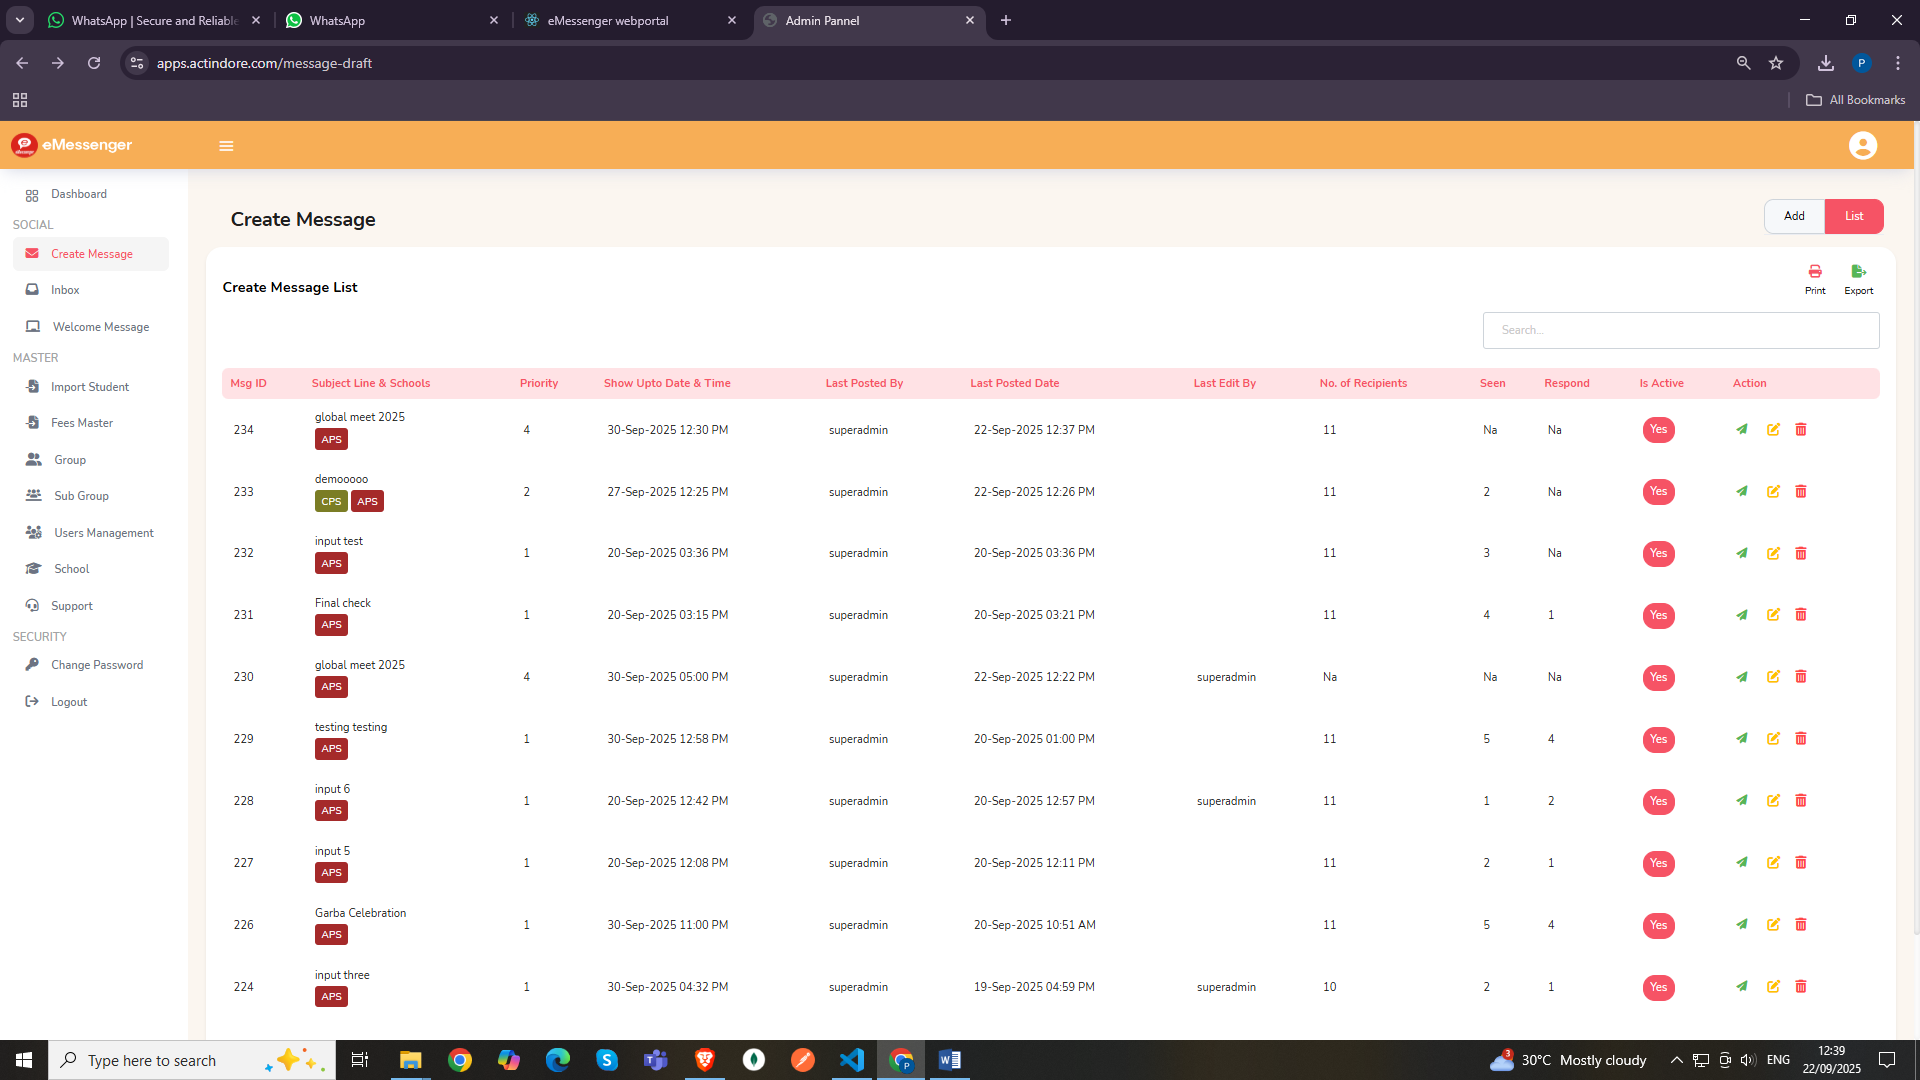 WhatsApp | Secure and Reliable
WhatsApp
eMessenger webportal
Admin Pannel
apps.actindore.com/message-draft
P
All Bookmarks
eMessenger
Dashboard
SOCIAL
Create Message
Inbox
Welcome Message
MASTER
Import Student
Fees Master
Group
Sub Group
Users Management
School
Support
SECURITY
Change Password
Logout
Create Message
Add
List
Create Message List
Print
Export
Search...
Msg ID Subject Line & Schools Priority Show Upto Date & Time Last Posted By Last Posted Date Last Edit By No. of Recipients Seen Respond Is Active Action
global meet 2025
234 APS 4 30-Sep-2025 12:30 PM superadmin 22-Sep-2025 12:37 PM 11 Na Na Yes
demooooo
233 CPS APS 2 27-Sep-2025 12:25 PM superadmin 22-Sep-2025 12:26 PM 11 2 Na Yes
input test
232 APS 1 20-Sep-2025 03:36 PM superadmin 20-Sep-2025 03:36 PM 11 3 Na Yes
Final check
231 APS 1 20-Sep-2025 03:15 PM superadmin 20-Sep-2025 03:21 PM 11 4 1 Yes
global meet 2025
230 APS 4 30-Sep-2025 05:00 PM superadmin 22-Sep-2025 12:22 PM superadmin Na Na Na Yes
testing testing
229 APS 1 30-Sep-2025 12:58 PM superadmin 20-Sep-2025 01:00 PM 11 5 4 Yes
input 6
228 APS 1 20-Sep-2025 12:42 PM superadmin 20-Sep-2025 12:57 PM superadmin 11 1 2 Yes
input 5
227 APS 1 20-Sep-2025 12:08 PM superadmin 20-Sep-2025 12:11 PM 11 2 1 Yes
Garba Celebration
226 APS 1 30-Sep-2025 11:00 PM superadmin 20-Sep-2025 10:51 AM 11 5 4 Yes
input three
224 APS 1 30-Sep-2025 04:32 PM superadmin 19-Sep-2025 04:59 PM superadmin 10 2 1 Yes
Type here to search
3
30°C Mostly cloudy
ENG
12:39
22/09/2025